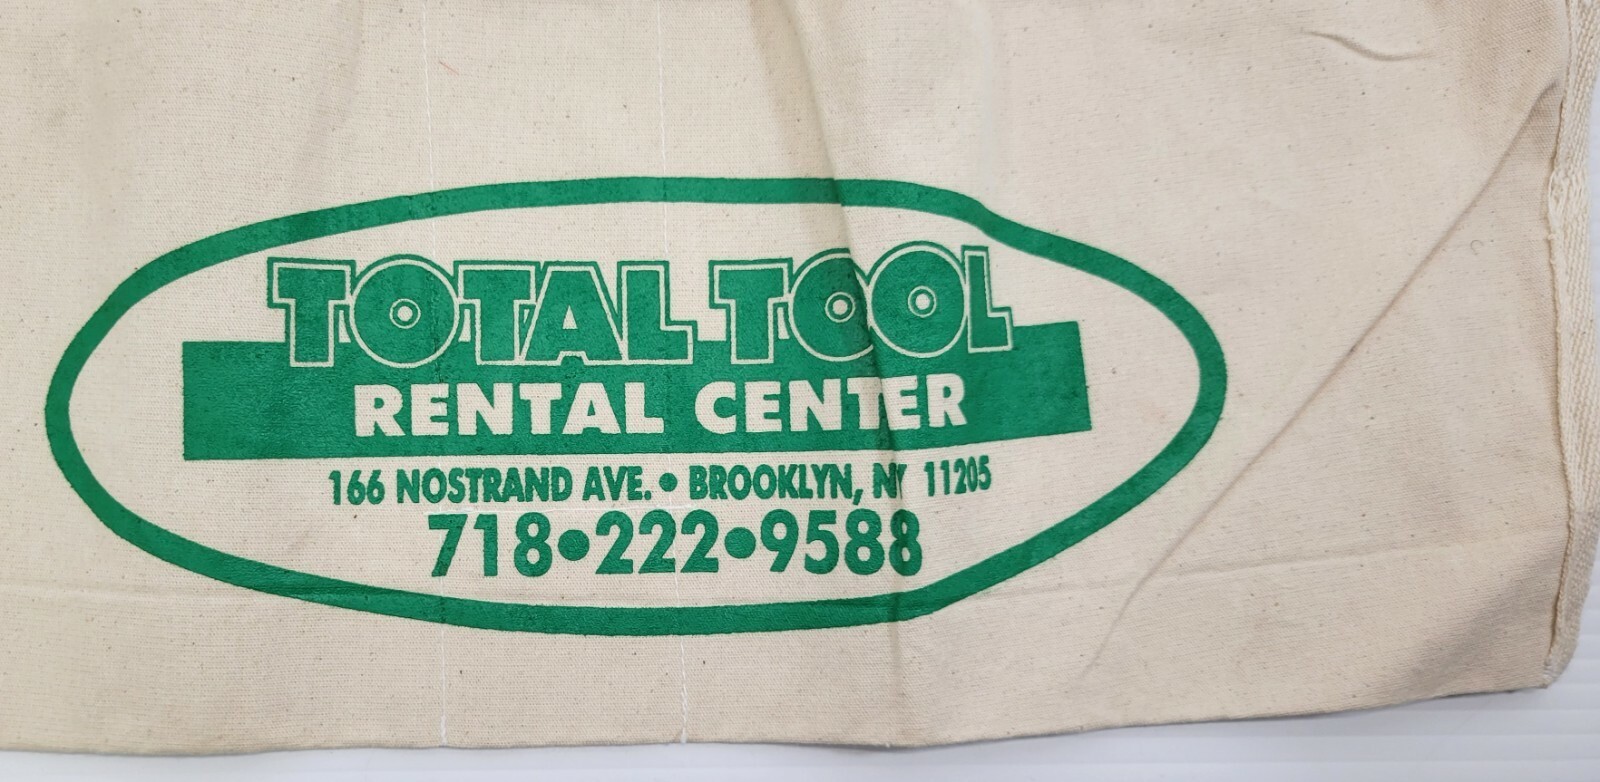 TOTAL TOOL
RENTAL CENTER
166 NOSTRAND AVE. • BROOKLYN, NY 11205
718•222•9588